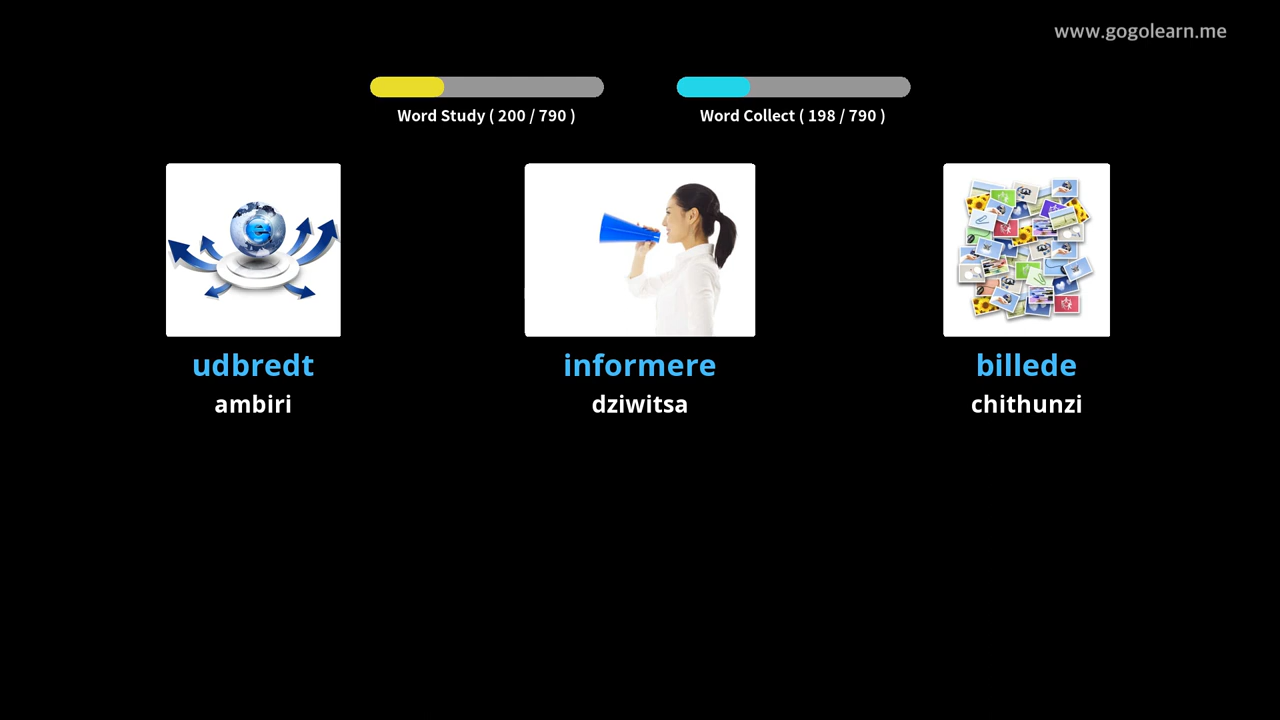 www.gogolearn.me
Word Study ( 200 / 790 )
Word Collect ( 198 / 790 )
e
udbredt
informere
billede
ambiri
dziwitsa
chithunzi